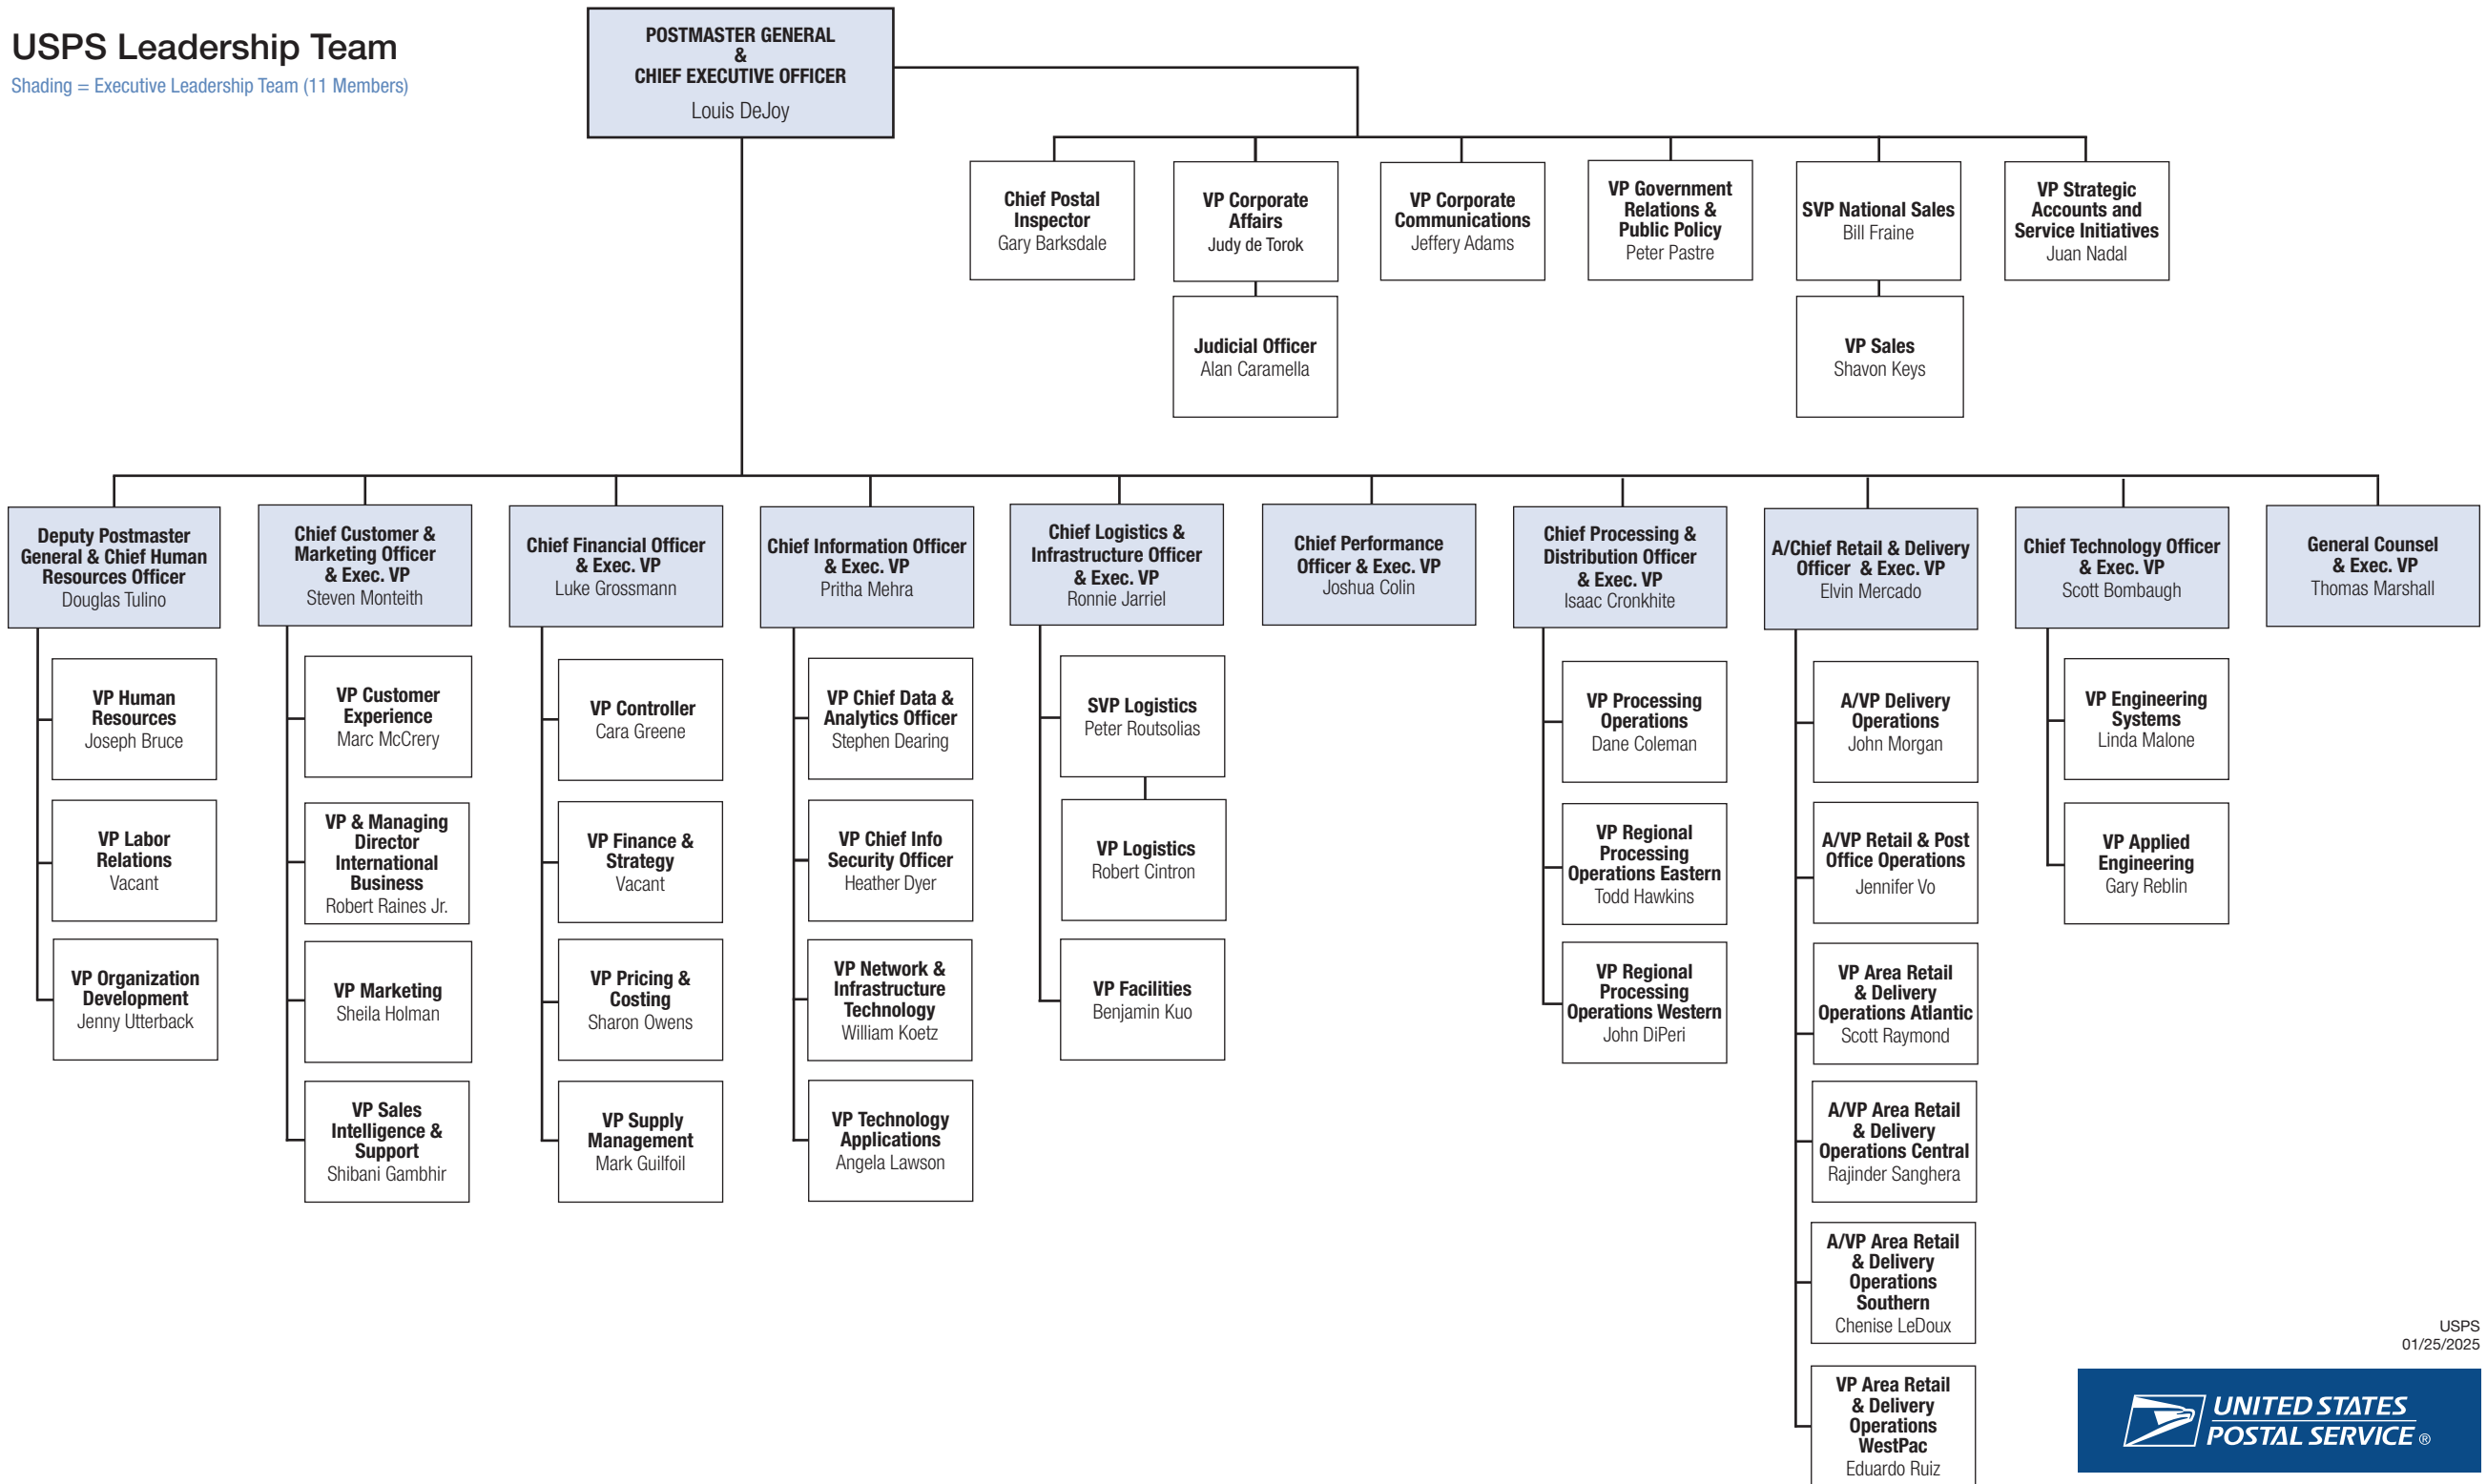 USPS Leadership Team
Shading = Executive Leadership Team (11 Members)
POSTMASTER GENERAL
&
CHIEF EXECUTIVE OFFICER
Louis DeJoy
Chief Postal
Inspector
Gary Barksdale
VP Corporate
Affairs
Judy de Torok
VP Corporate
Communications
Jeffery Adams
VP Government
Relations &
Public Policy
Peter Pastre
SVP National Sales
Bill Fraine
VP Strategic
Accounts and
Service Initiatives
Juan Nadal
Judicial Officer
Alan Caramella
VP Sales
Shavon Keys
Deputy Postmaster
General & Chief Human
Resources Officer
Douglas Tulino
VP Human
Resources
Joseph Bruce
VP Labor
Relations
Vacant
VP Organization
Development
Jenny Utterback
Chief Customer &
Marketing Officer
& Exec. VP
Steven Monteith
VP Customer
Experience
Marc McCrery
VP & Managing
Director
International
Business
Robert Raines Jr.
VP Marketing
Sheila Holman
VP Sales
Intelligence &
Support
Shibani Gambhir
Chief Financial Officer
& Exec. VP
Luke Grossmann
VP Controller
Cara Greene
VP Finance &
Strategy
Vacant
VP Pricing &
Costing
Sharon Owens
VP Supply
Management
Mark Guilfoil
Chief Information Officer
& Exec. VP
Pritha Mehra
VP Chief Data &
Analytics Officer
Stephen Dearing
VP Chief Info
Security Officer
Heather Dyer
VP Network &
Infrastructure
Technology
William Koetz
VP Technology
Applications
Angela Lawson
Chief Logistics &
Infrastructure Officer
& Exec. VP
Ronnie Jarriel
SVP Logistics
Peter Routsolias
VP Logistics
Robert Cintron
VP Facilities
Benjamin Kuo
Chief Performance
Officer & Exec. VP
Joshua Colin
Chief Processing &
Distribution Officer
& Exec. VP
Isaac Cronkhite
VP Processing
Operations
Dane Coleman
VP Regional
Processing
Operations Eastern
Todd Hawkins
VP Regional
Processing
Operations Western
John DiPeri
A/Chief Retail & Delivery
Officer & Exec. VP
Elvin Mercado
A/VP Delivery
Operations
John Morgan
A/VP Retail & Post
Office Operations
Jennifer Vo
VP Area Retail
& Delivery
Operations Atlantic
Scott Raymond
A/VP Area Retail
& Delivery
Operations Central
Rajinder Sanghera
A/VP Area Retail
& Delivery
Operations
Southern
Chenise LeDoux
VP Area Retail
& Delivery
Operations
WestPac
Eduardo Ruiz
Chief Technology Officer
& Exec. VP
Scott Bombaugh
VP Engineering
Systems
Linda Malone
VP Applied
Engineering
Gary Reblin
General Counsel
& Exec. VP
Thomas Marshall
USPS
01/25/2025
UNITED STATES
POSTAL SERVICE ®